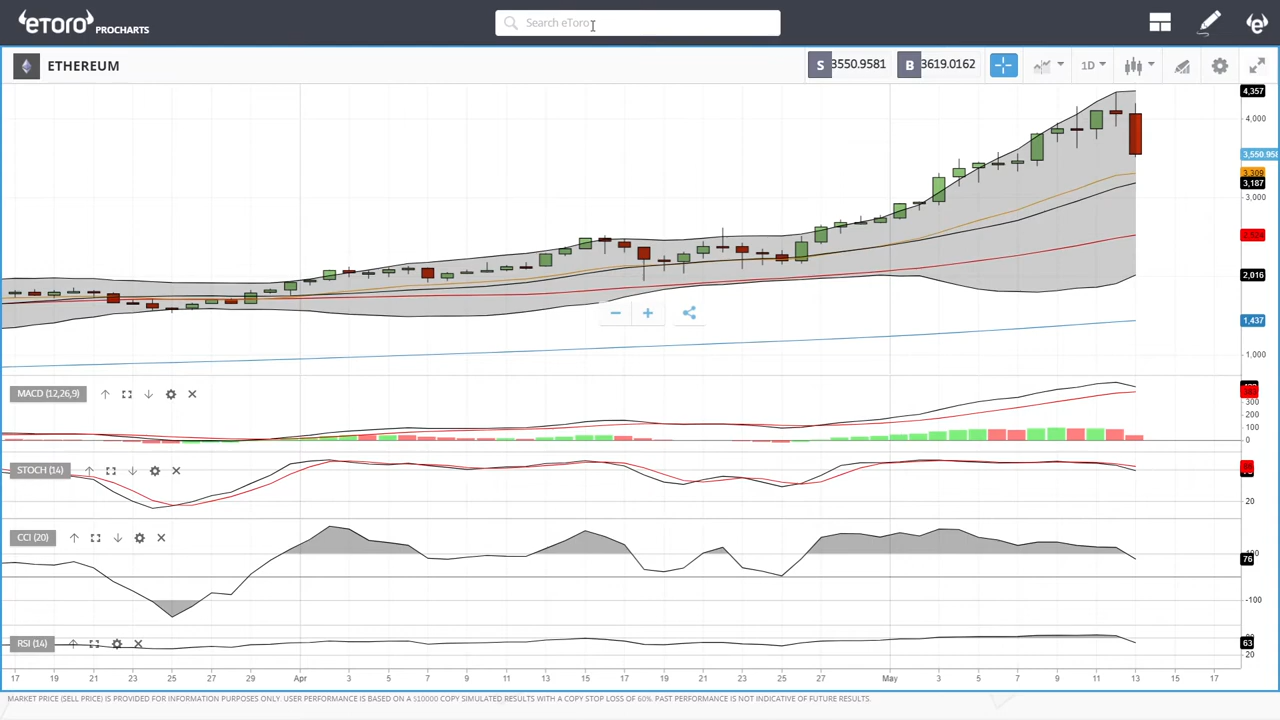 eToro PROCHARTS
Search eToro
ETHEREUM
S 3550.9581 B 3619.0162 1D
4,357
4,000
3,550.958
3,309
3,187
3,000
2,016
1,437
1,000
MACD (12,26,9)
300
200
100
0
STOCH (14)
20
CCI (20)
100
76
-100
RSI (14)
63
20
17 19 21 23 25 27 29 Apr 3 5 7 9 11 13 15 17 19 21 23 25 27 May 3 5 7 9 11 13 15 17
MARKET PRICE (SELL PRICE) IS PROVIDED FOR INFORMATION PURPOSES ONLY. USER PERFORMANCE IS BASED ON A $10000 COPY SIMULATED RESULTS WITH A COPY STOP LOSS OF 60%. PAST PERFORMANCE IS NOT INDICATIVE OF FUTURE RESULTS.